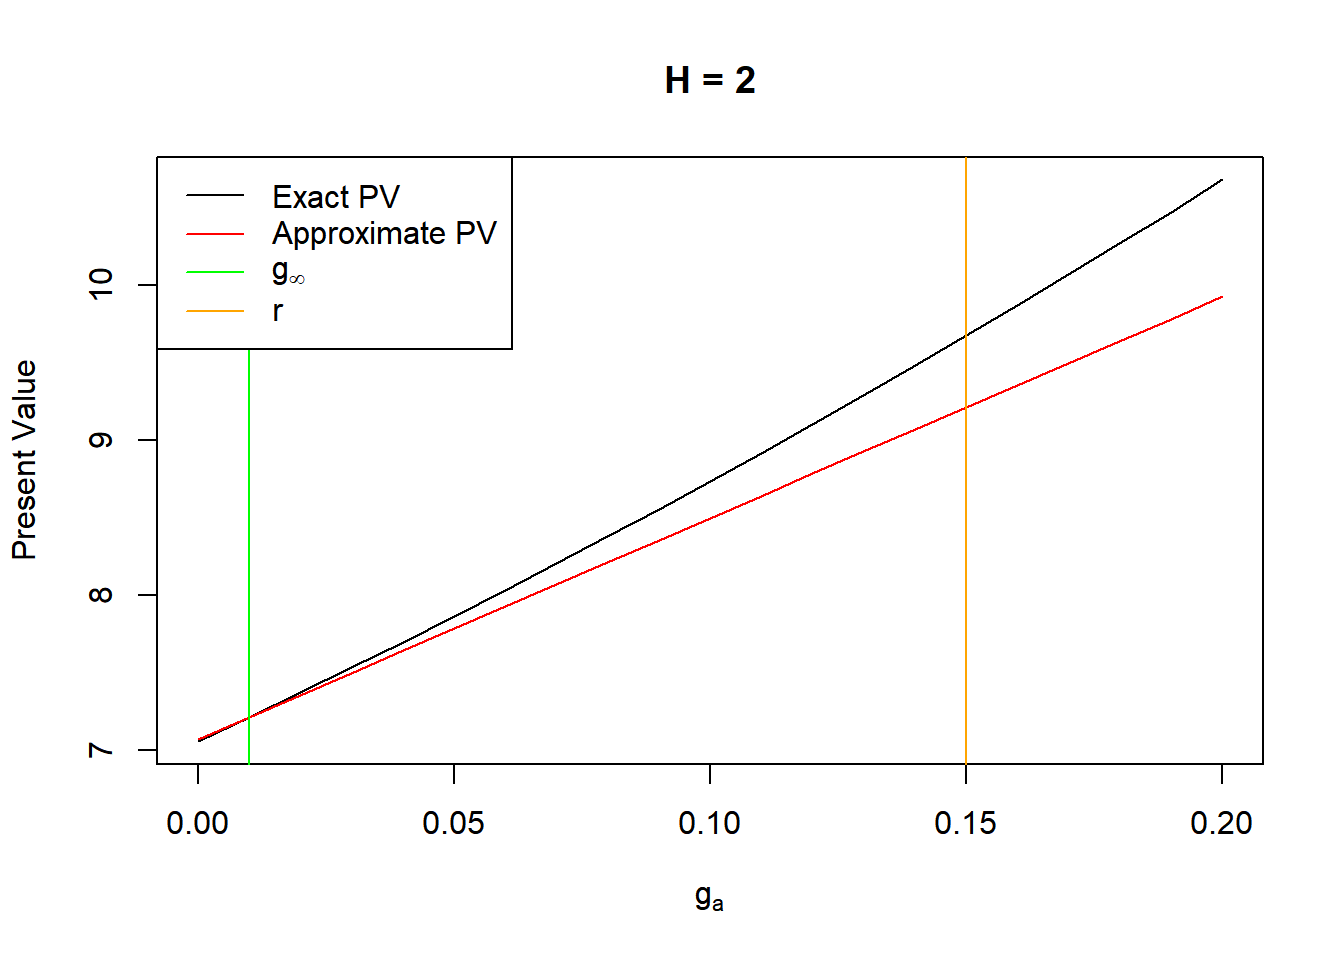 H = 2
Exact PV
Approximate PV
g∞
r
Present Value
10
9
8
7
0.00 0.05 0.10 0.15 0.20
gₐ